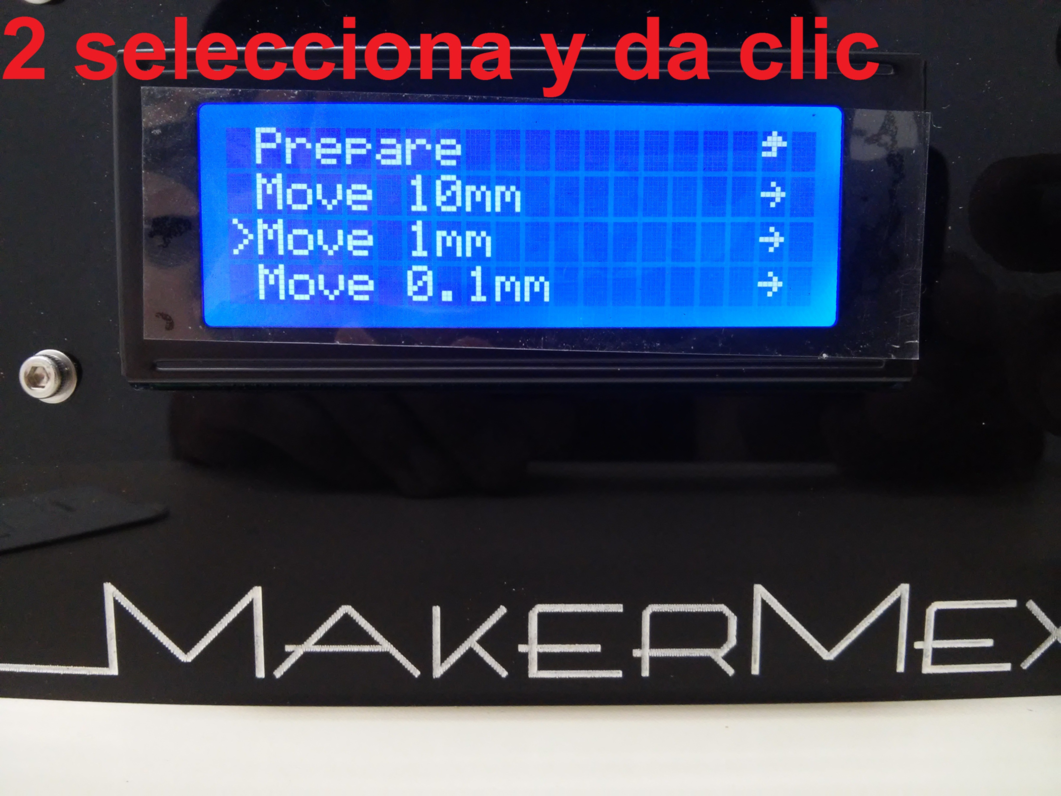 2 selecciona y da clic
Prepare
Move 10mm →
>Move 1mm →
Move 0.1mm →
MAKERMEX